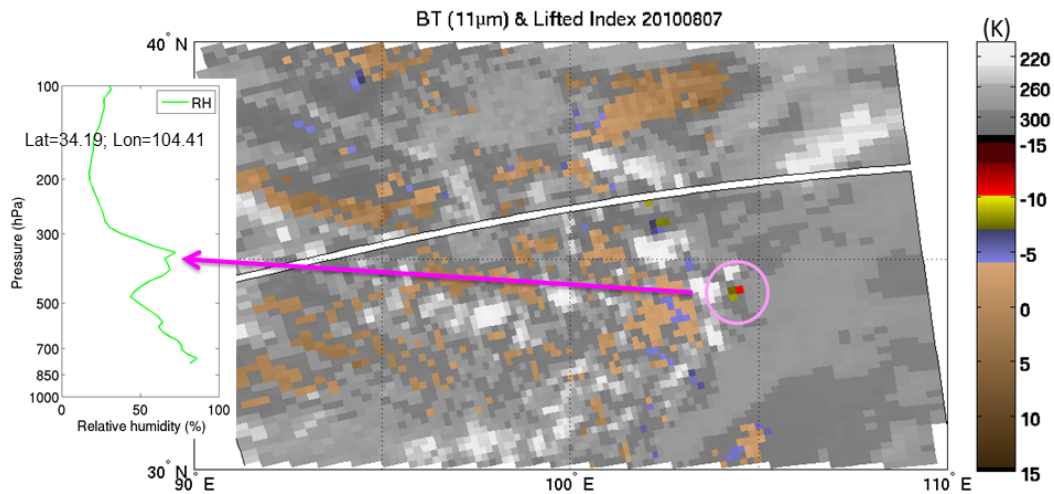 BT (11μm) & Lifted Index 20100807
(K)
40° N
220
260
300
-15
-10
-5
0
5
10
15
100
200
300
500
700
850
1000
Pressure (hPa)
RH
Lat=34.19; Lon=104.41
0
50
100
Relative humidity (%)
30° N
90° E
100° E
110° E